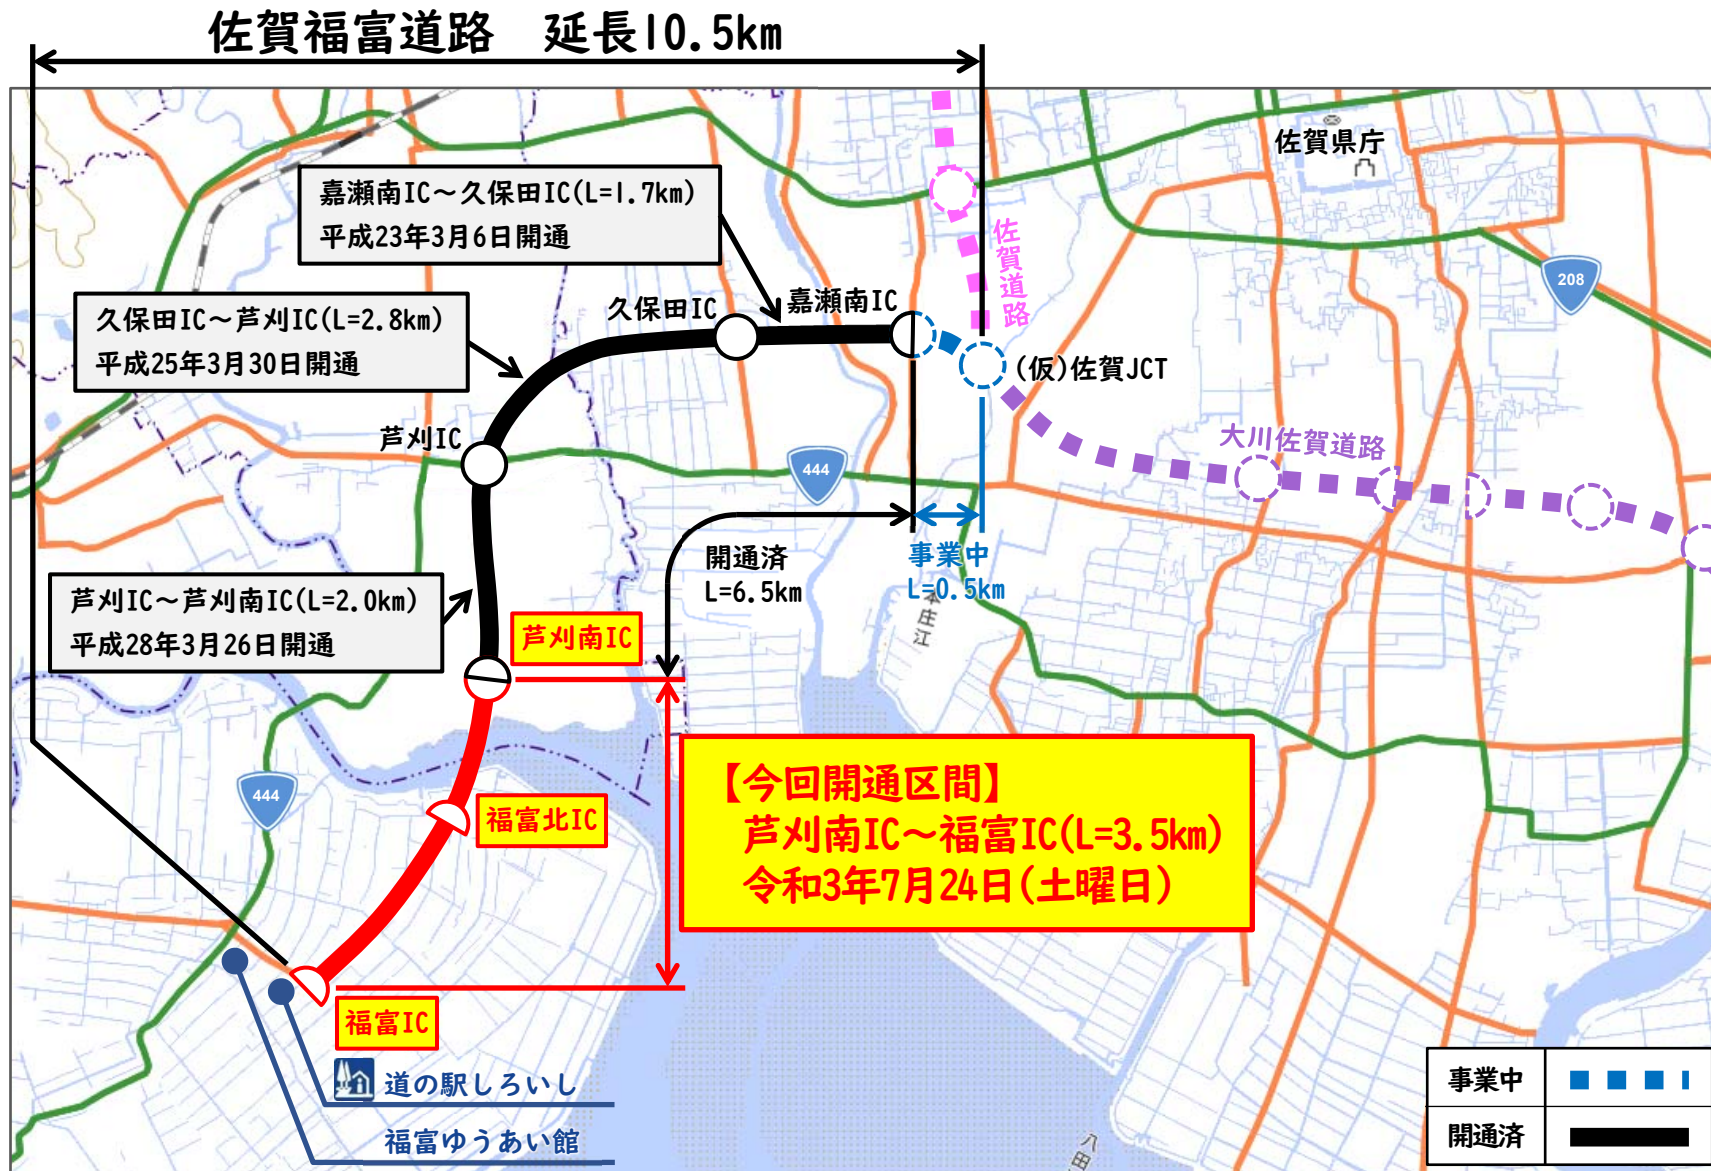 佐賀福富道路　延長10.5km
佐賀県庁
嘉瀬南IC～久保田IC(L=1.7km)
平成23年3月6日開通
佐賀道路
208
久保田IC～芦刈IC(L=2.8km)
平成25年3月30日開通
久保田IC
嘉瀬南IC
(仮)佐賀JCT
芦刈IC
444
大川佐賀道路
開通済
L=6.5km
事業中
L=0.5km
本庄江
芦刈IC～芦刈南IC(L=2.0km)
平成28年3月26日開通
芦刈南IC
444
福富北IC
【今回開通区間】
芦刈南IC～福富IC(L=3.5km)
令和3年7月24日(土曜日)
福富IC
道の駅しろいし
福富ゆうあい館
八田
事業中
開通済